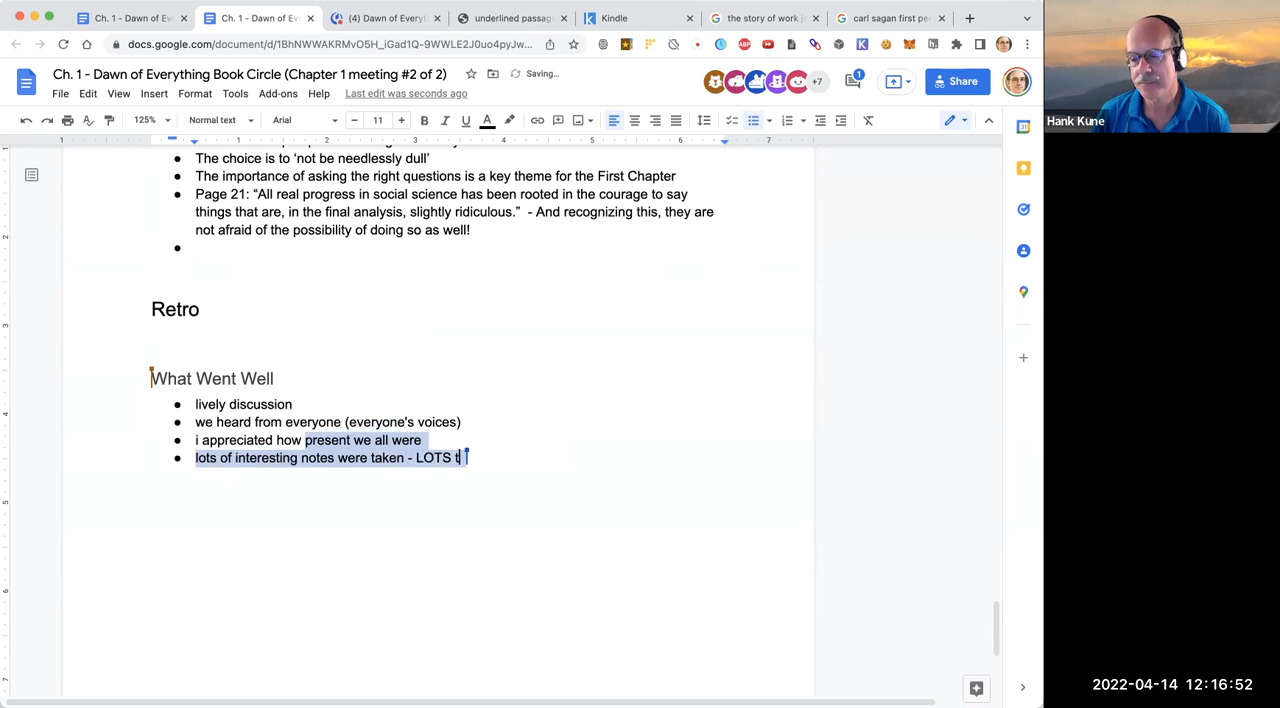 Ch. 1 - Dawn of Eve
Ch. 1 - Dawn of Eve
(4) Dawn of Every
underlined passag
Kindle
the story of work j
carl sagan first pe
docs.google.com/document/d/1BhNWWAKRMvO5H_iGad1Q-9WWLE2J0uo4pyJw...
Ch. 1 - Dawn of Everything Book Circle (Chapter 1 meeting #2 of 2)
Saving...
+7
1
Share
File Edit View Insert Format Tools Add-ons Help Last edit was seconds ago
125% Normal text Arial 11
The choice is to ‘not be needlessly dull’
The importance of asking the right questions is a key theme for the First Chapter
Page 21: “All real progress in social science has been rooted in the courage to say
things that are, in the final analysis, slightly ridiculous.” - And recognizing this, they are
not afraid of the possibility of doing so as well!
Retro
What Went Well
lively discussion
we heard from everyone (everyone's voices)
i appreciated how present we all were
lots of interesting notes were taken - LOTS t
Hank Kune
2022-04-14 12:16:52